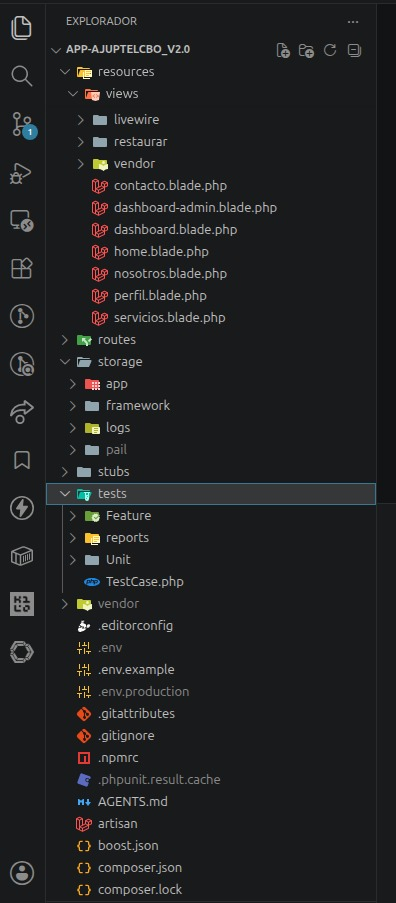 EXPLORADOR
APP-AJUPTELCBO_V2.0
resources
views
livewire
restaurar
vendor
contacto.blade.php
dashboard-admin.blade.php
dashboard.blade.php
home.blade.php
nosotros.blade.php
perfil.blade.php
servicios.blade.php
routes
storage
app
framework
logs
pail
stubs
tests
Feature
reports
Unit
php TestCase.php
vendor
.editorconfig
.env
.env.example
.env.production
.gitattributes
.gitignore
.npmrc
.phpunit.result.cache
AGENTS.md
artisan
boost.json
composer.json
composer.lock
1